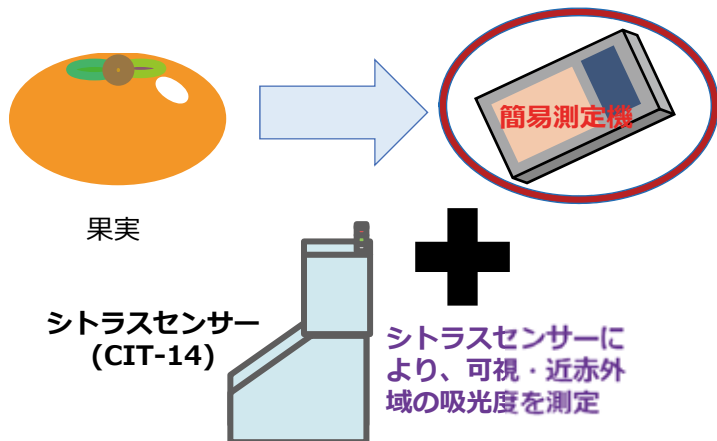 簡易測定機
果実
シトラスセンサー
(CIT-14)
シトラスセンサーに
より、可視・近赤外
域の吸光度を測定